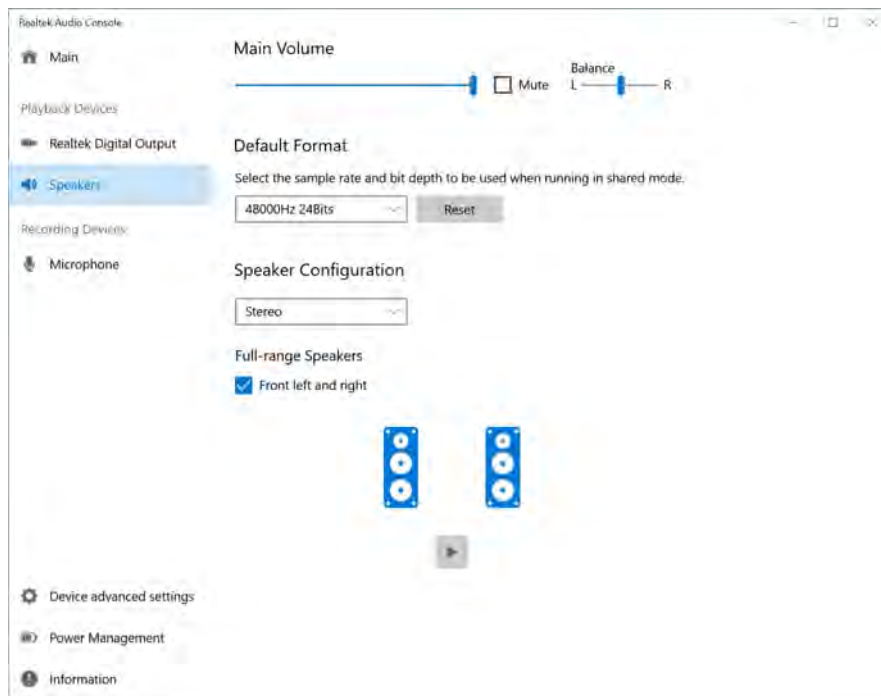 Realtek Audio Console
Main
Playback Devices
Realtek Digital Output
Speakers
Recording Devices
Microphone
Device advanced settings
Power Management
Information
Main Volume
Mute
Balance
L R
Default Format
Select the sample rate and bit depth to be used when running in shared mode.
48000Hz 24Bits
Reset
Speaker Configuration
Stereo
Full-range Speakers
Front left and right